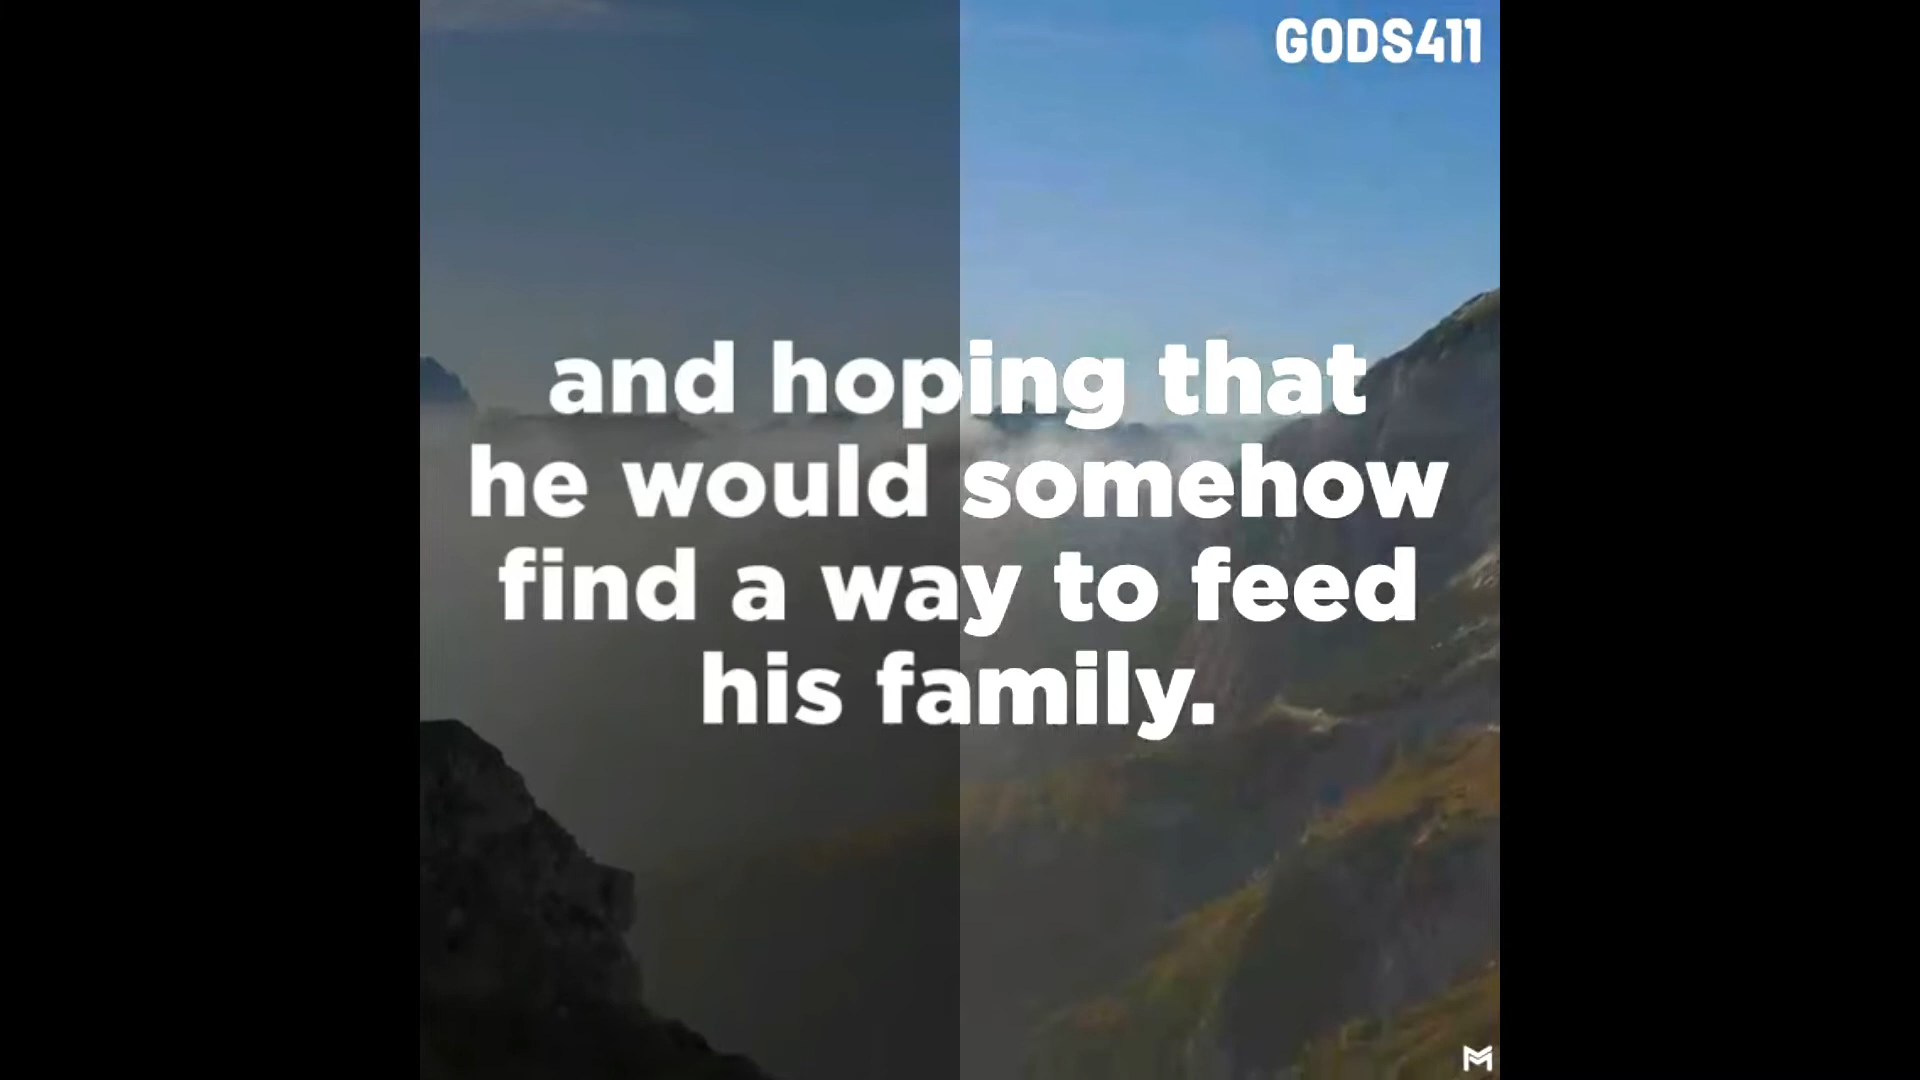 GODS411
and hoping that
he would somehow
find a way to feed
his family.